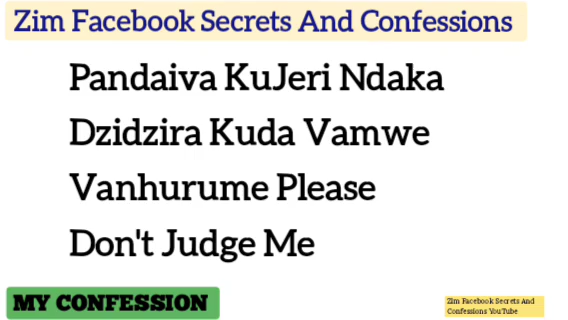 Zim Facebook Secrets And Confessions
Pandaiva KuJeri Ndaka
Dzidzira Kuda Vamwe
Vanhurume Please
Don't Judge Me
MY CONFESSION
Zim Facebook Secrets And
Confessions YouTube